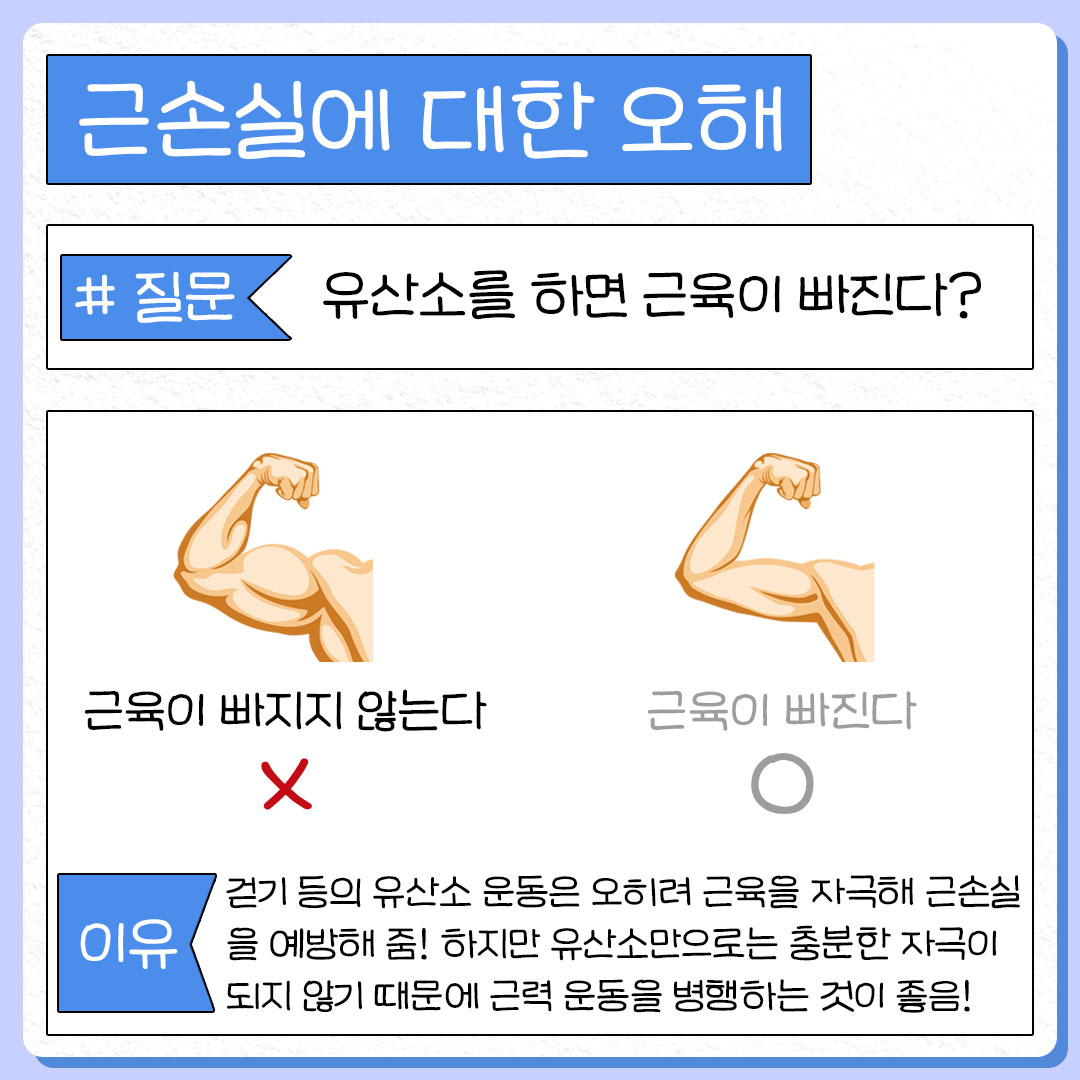 근손실에 대한 오해
# 질문
유산소를 하면 근육이 빠진다?
근육이 빠지지 않는다
X
근육이 빠진다
O
이유
걷기 등의 유산소 운동은 오히려 근육을 자극해 근손실
을 예방해 줌! 하지만 유산소만으로는 충분한 자극이
되지 않기 때문에 근력 운동을 병행하는 것이 좋음!